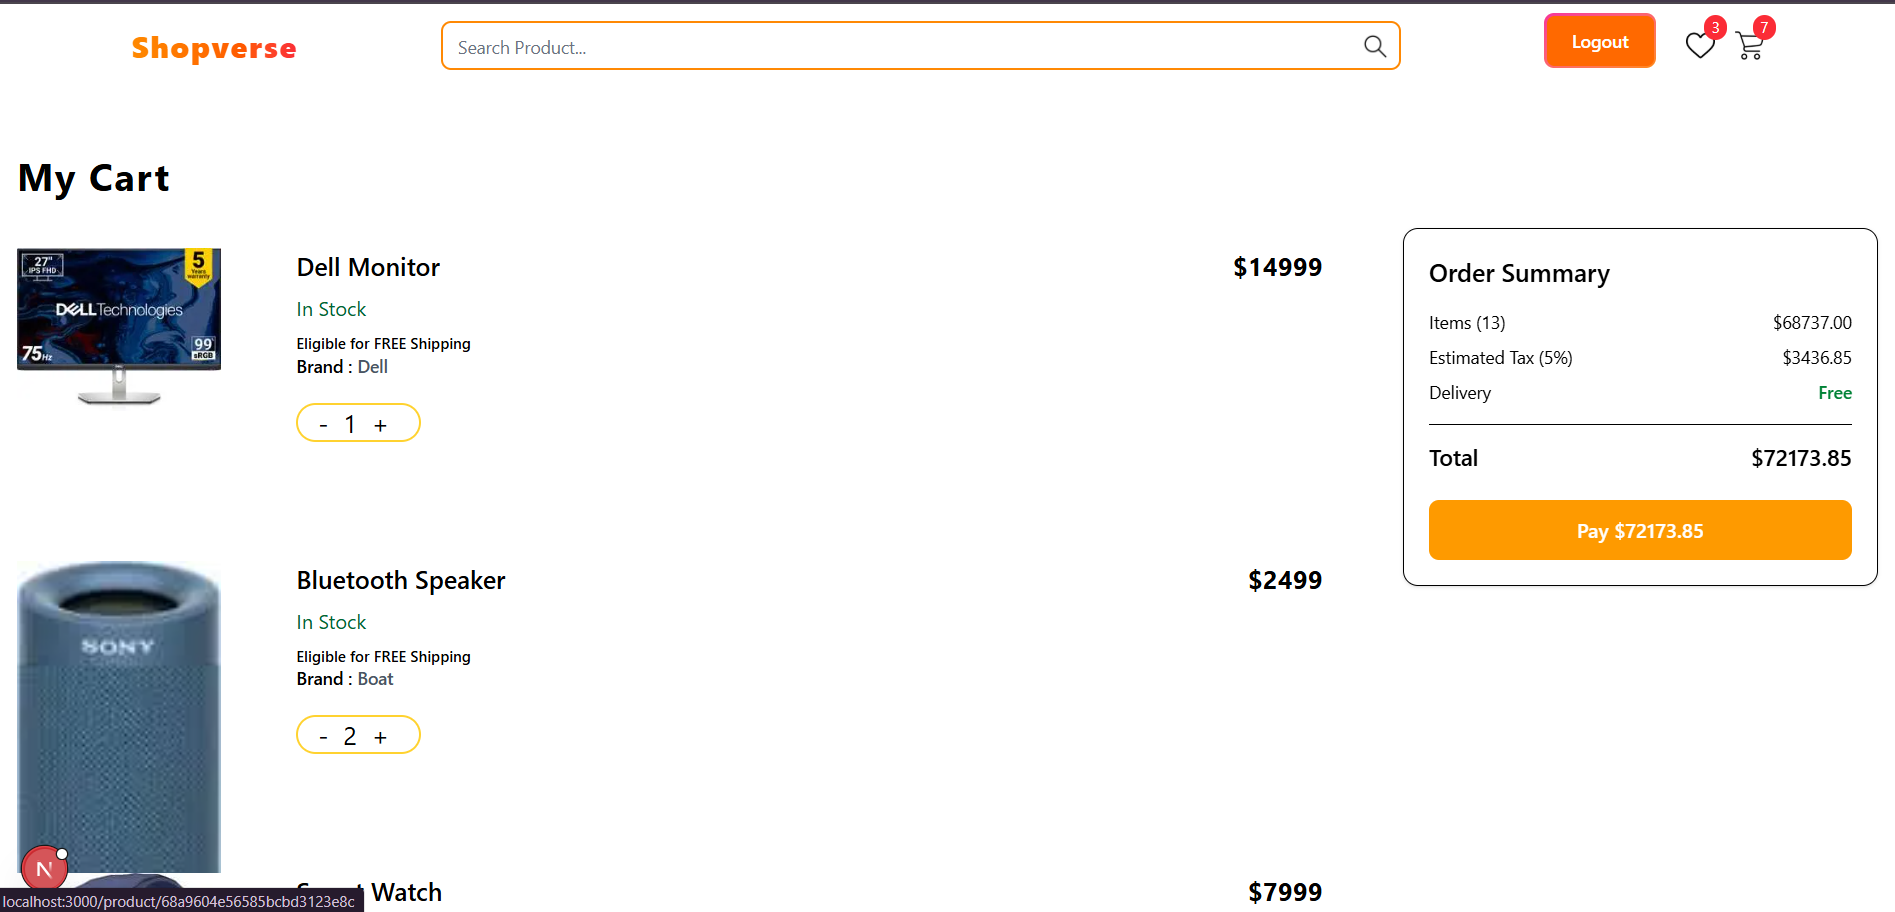 Shopverse
Search Product...
Logout
3
7
My Cart
27"
IPS FHD
5
Years
warranty
DELLTechnologies
75Hz
99
sRGB
Dell Monitor
$14999
In Stock
Eligible for FREE Shipping
Brand : Dell
- 1 +
Order Summary
Items (13) $68737.00
Estimated Tax (5%) $3436.85
Delivery Free
Total $72173.85
Pay $72173.85
SONY
Bluetooth Speaker
$2499
In Stock
Eligible for FREE Shipping
Brand : Boat
- 2 +
N
Watch
$7999
localhost:3000/product/68a9604e56585bcbd3123e8c